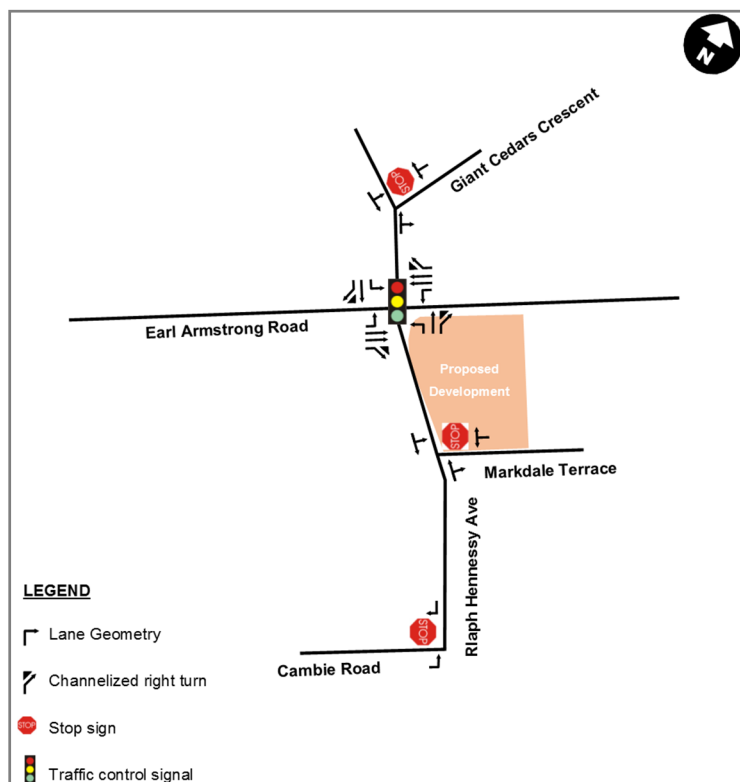 N
Giant Cedars Crescent
STOP
Earl Armstrong Road
Proposed
Development
STOP
Markdale Terrace
Rlaph Hennessy Ave
STOP
Cambie Road
LEGEND
Lane Geometry
Channelized right turn
STOP
Stop sign
Traffic control signal